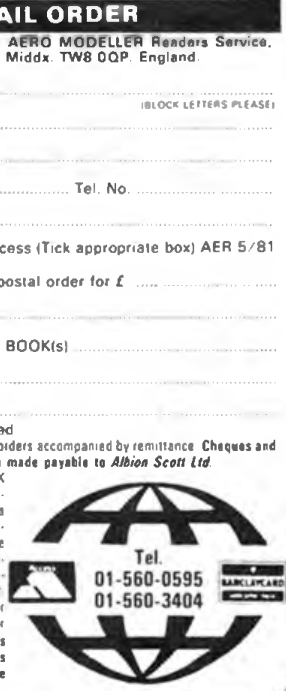 AIL ORDER
AERO MODELLER Readers Service,
Middx. TW8 0QP. England.
(BLOCK LETTERS PLEASE)
Tel. No.
cess (Tick appropriate box) AER 5/81
postal order for £
BOOK(s)
ed
orders accompanied by remittance. Cheques and
made payable to Albion Scott Ltd.
Access
Tel.
01-560-0595
01-560-3404
BARCLAYCARD